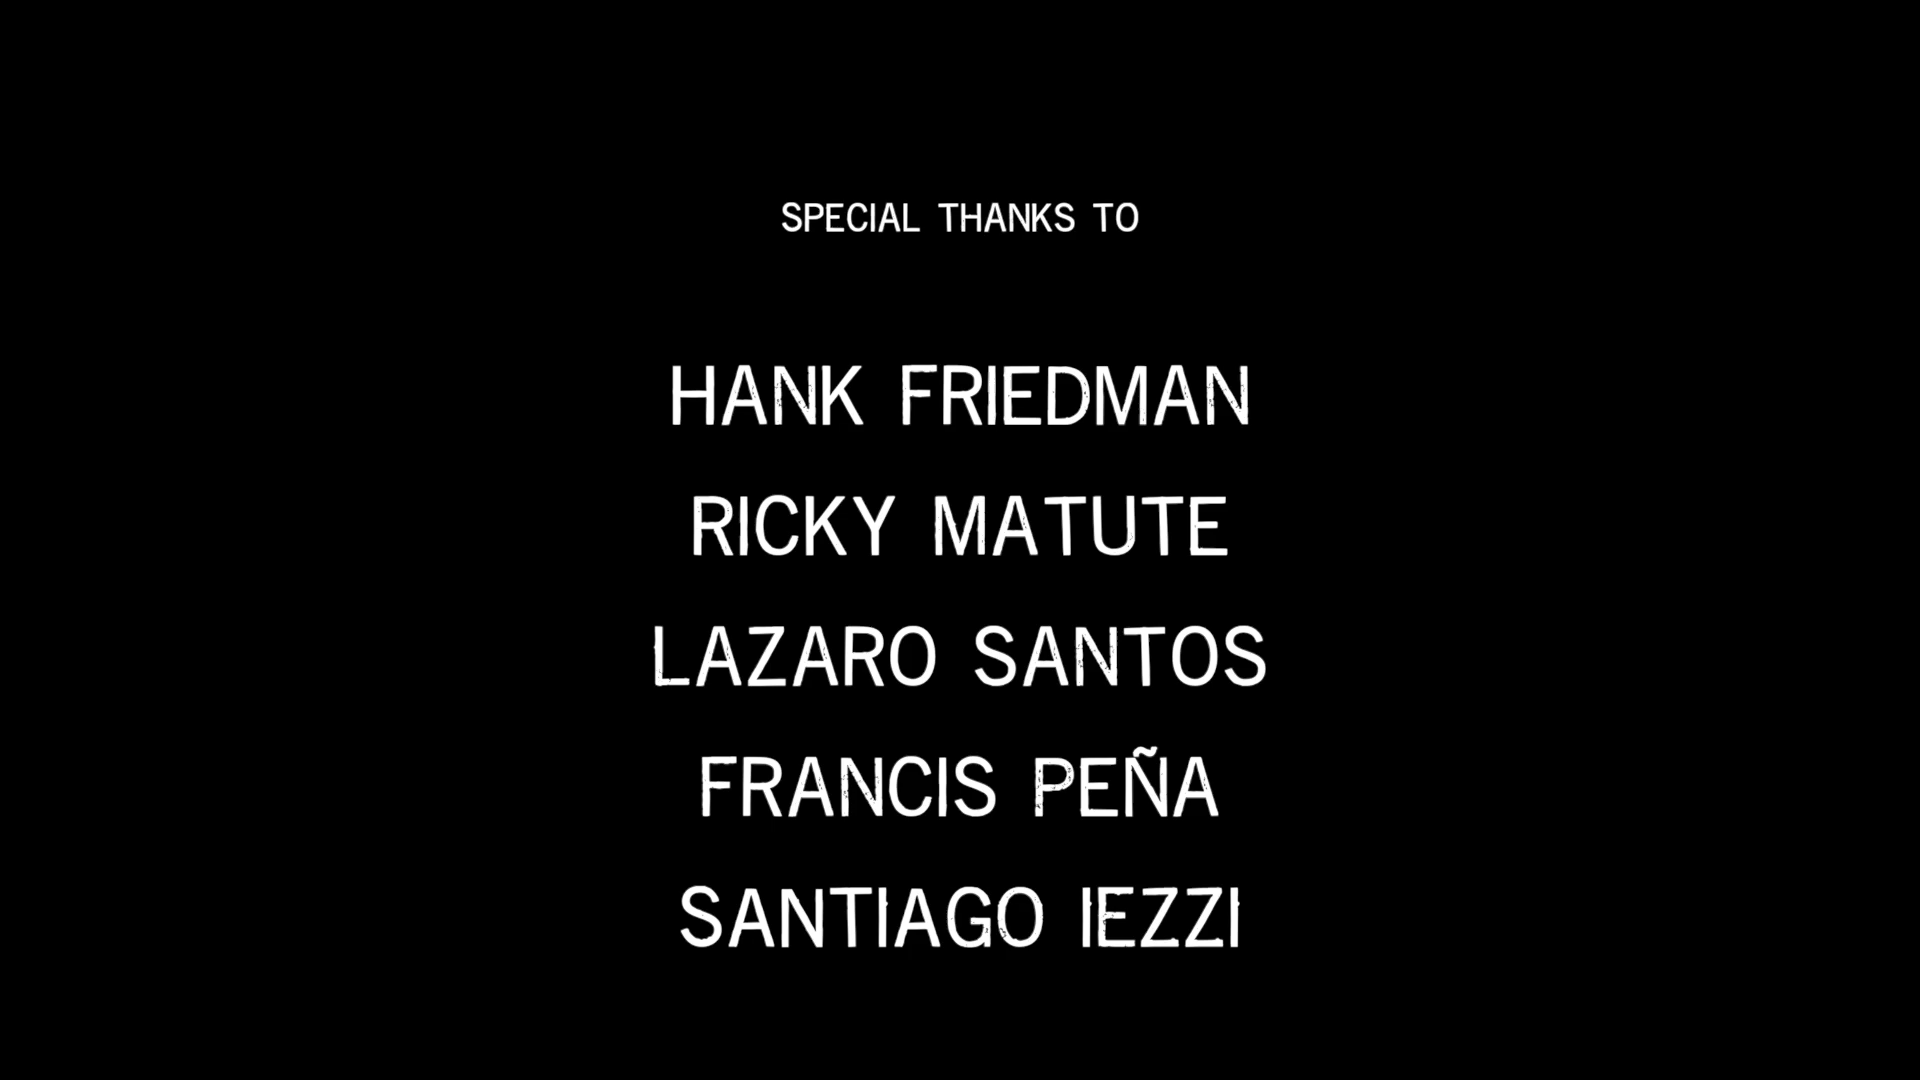 SPECIAL THANKS TO
HANK FRIEDMAN
RICKY MATUTE
LAZARO SANTOS
FRANCIS PEÑA
SANTIAGO IEZZI